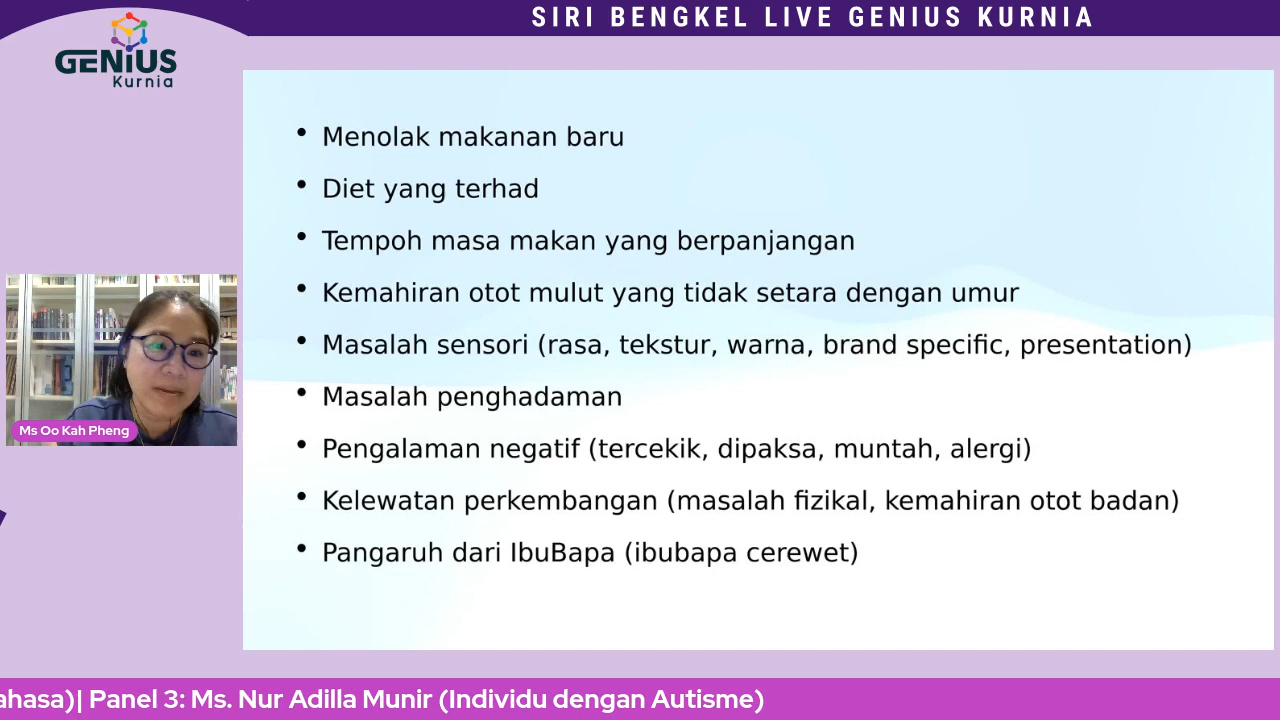 SIRI BENGKEL LIVE GENIUS KURNIA
GENIUS
Kurnia
• Menolak makanan baru
• Diet yang terhad
• Tempoh masa makan yang berpanjangan
• Kemahiran otot mulut yang tidak setara dengan umur
• Masalah sensori (rasa, tekstur, warna, brand specific, presentation)
• Masalah penghadaman
• Pengalaman negatif (tercekik, dipaksa, muntah, alergi)
• Kelewatan perkembangan (masalah fizikal, kemahiran otot badan)
• Pangaruh dari IbuBapa (ibubapa cerewet)
Ms Oo Kah Pheng
ahasa)| Panel 3: Ms. Nur Adilla Munir (Individu dengan Autisme)